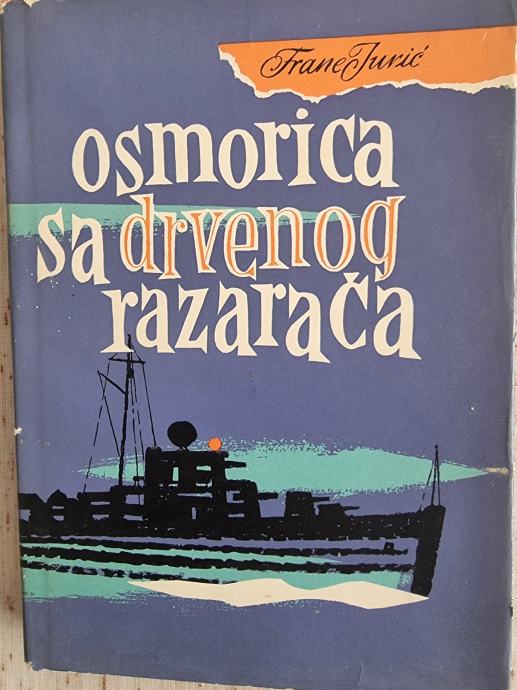 Frane Jurić
osmorica
sa drvenog
razarača